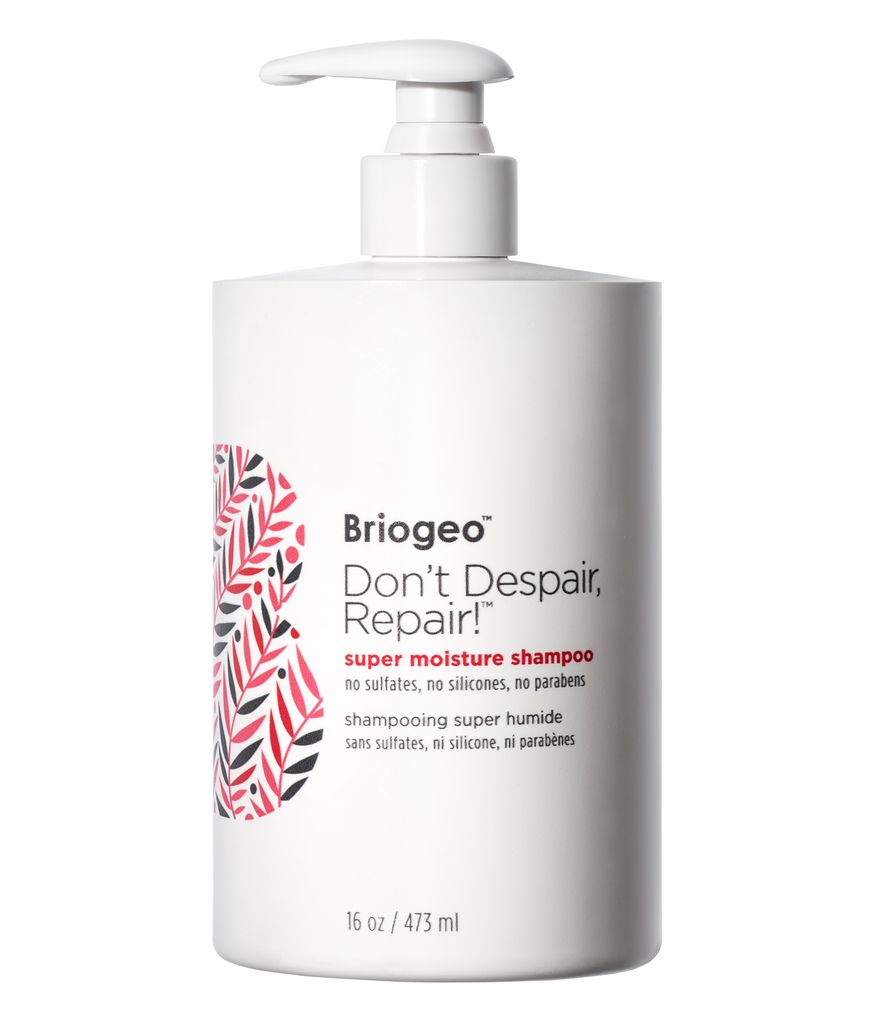 Briogeo™
Don't Despair,
Repair!™
super moisture shampoo
no sulfates, no silicones, no parabens
shampooing super humide
sans sulfates, ni silicone, ni parabènes
16 oz / 473 ml